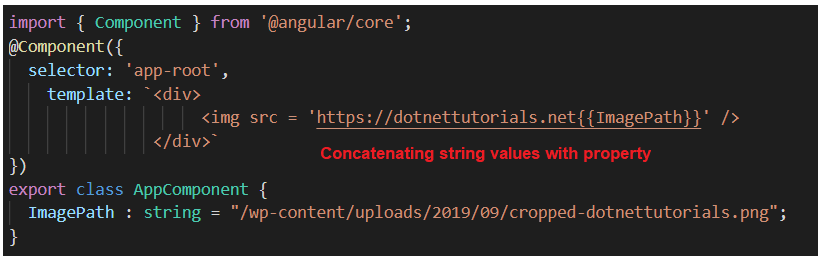 import { Component } from '@angular/core';
@Component({
selector: 'app-root',
template: `<div>
<img src = 'https://dotnettutorials.net{{ImagePath}}' />
</div>`
Concatenating string values with property
})
export class AppComponent {
ImagePath : string = "/wp-content/uploads/2019/09/cropped-dotnettutorials.png";
}